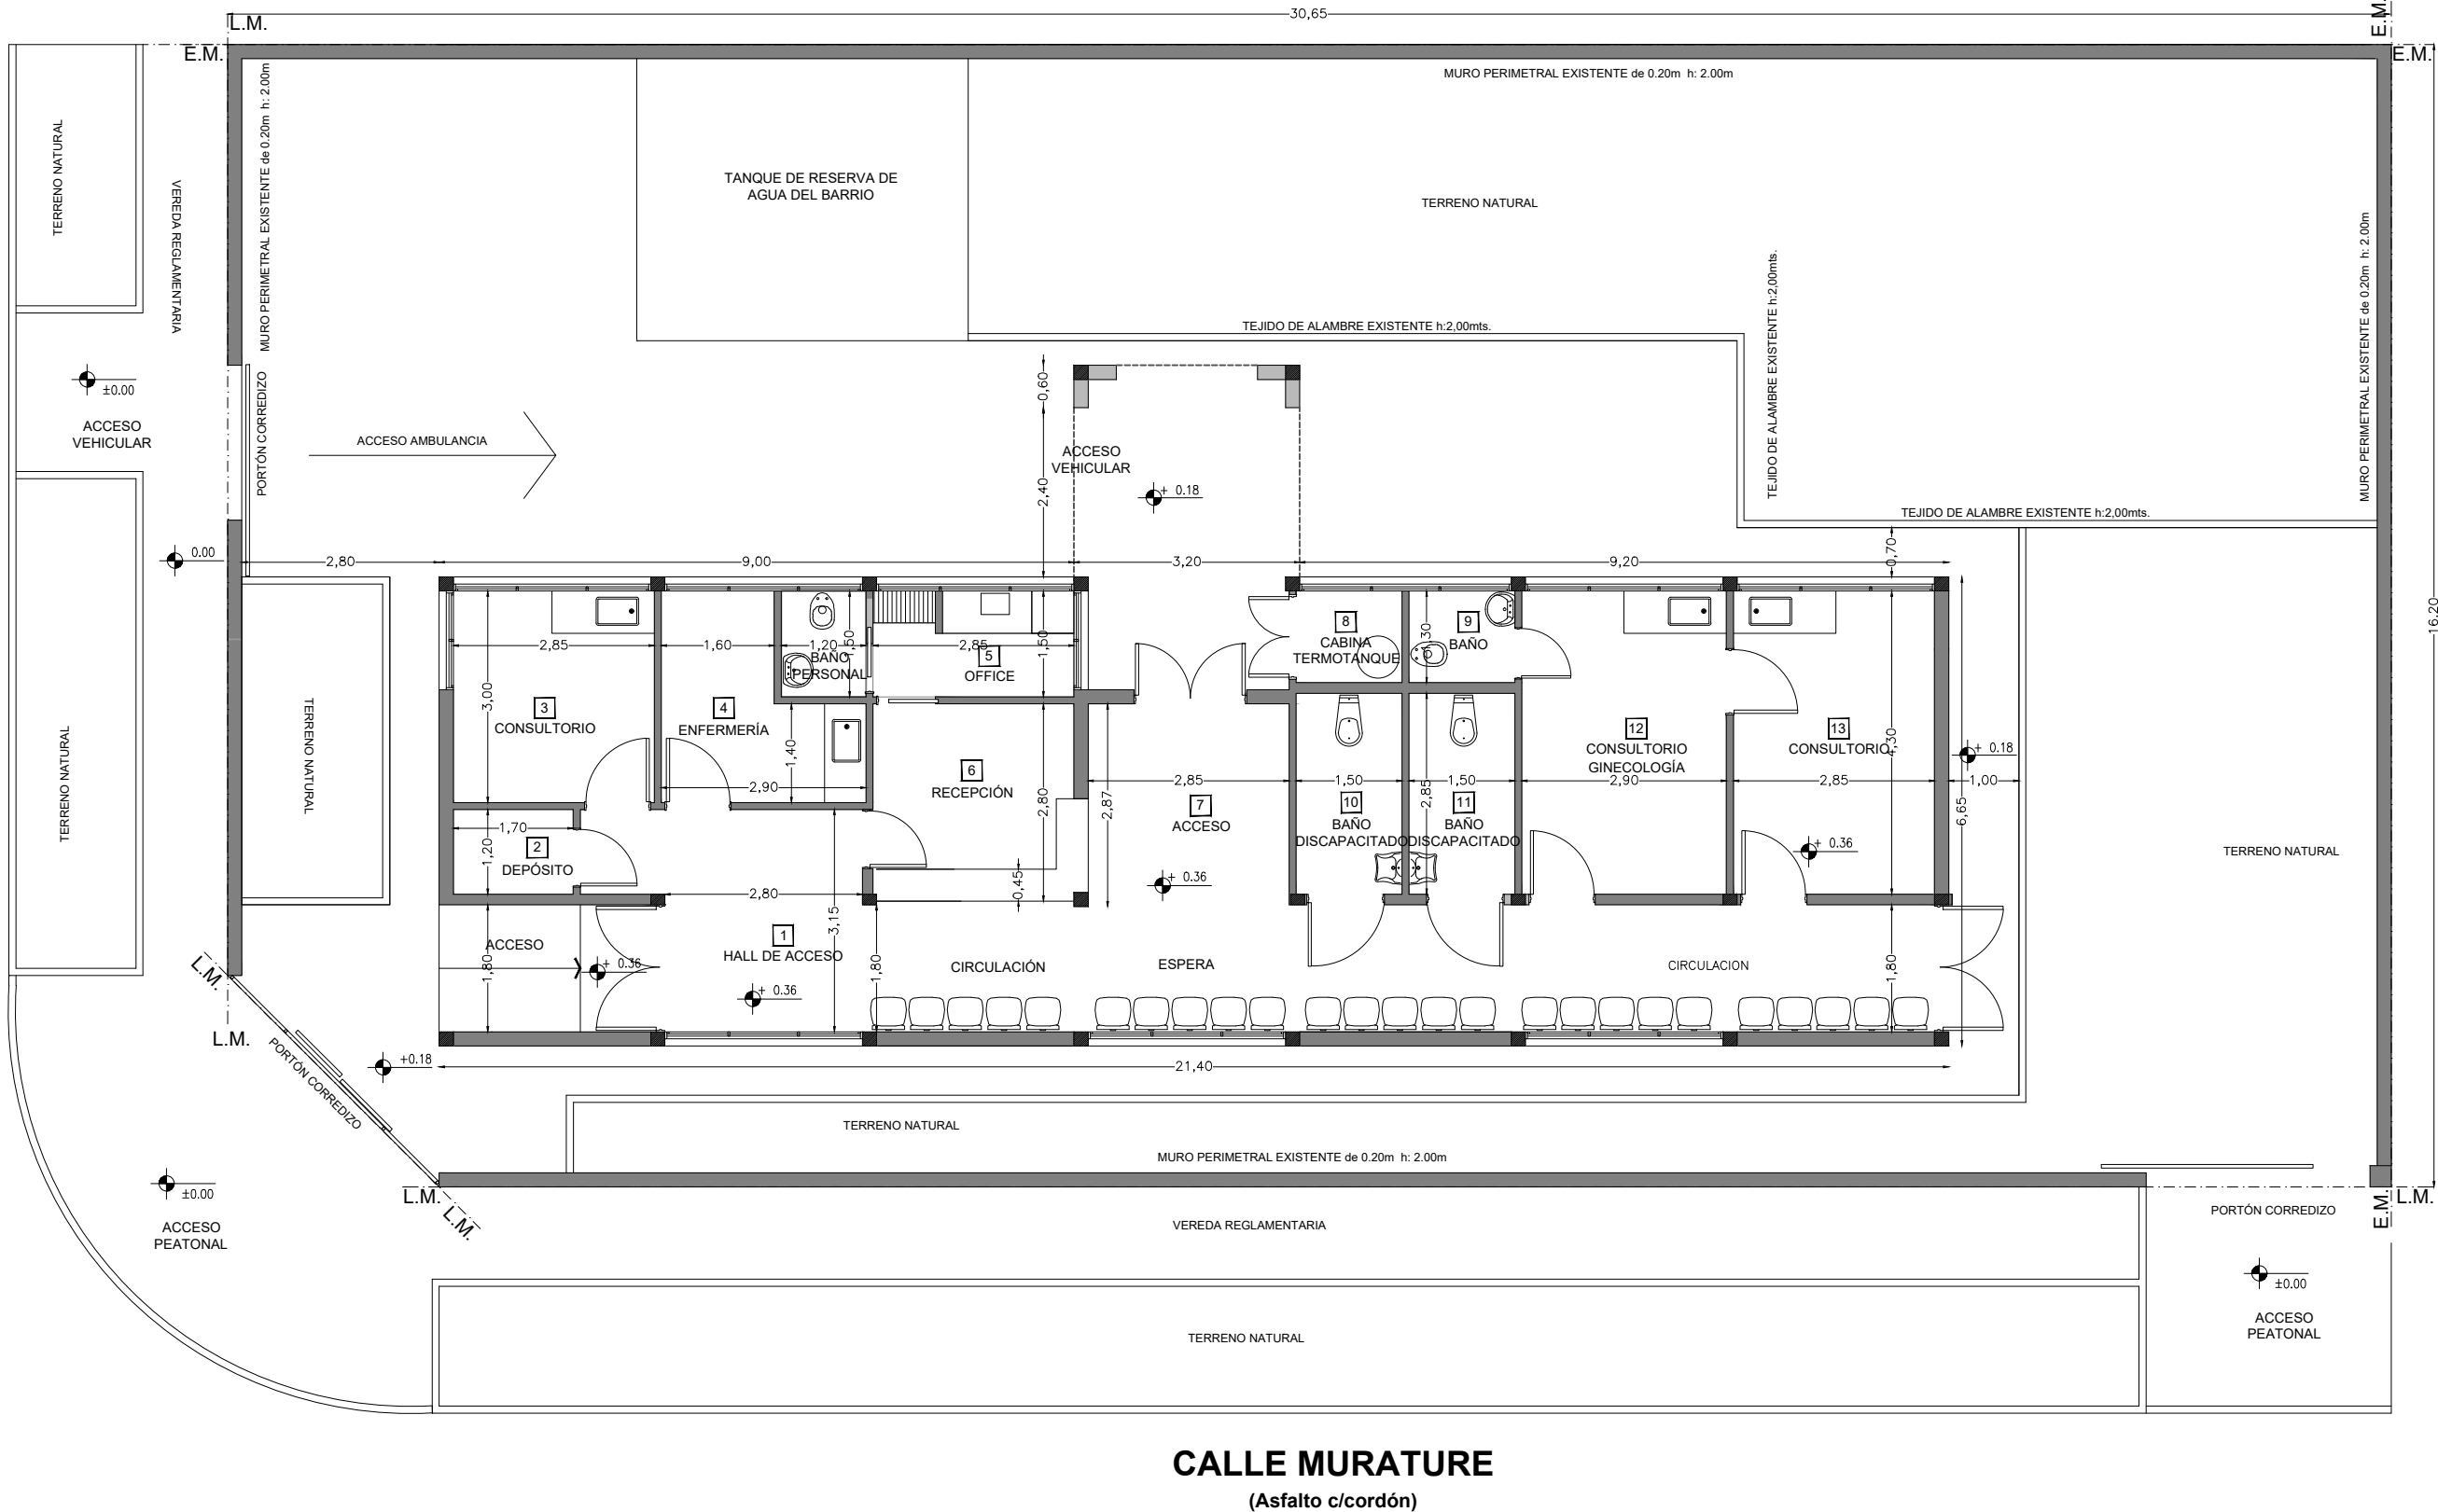 30,65
L.M.
E.M.
E.M.
E.M.
MURO PERIMETRAL EXISTENTE de 0.20m  h: 2.00m
MURO PERIMETRAL EXISTENTE de 0.20m  h: 2.00m
TERRENO NATURAL
VEREDA REGLAMENTARIA
TANQUE DE RESERVA DE
AGUA DEL BARRIO
TERRENO NATURAL
MURO PERIMETRAL EXISTENTE de 0.20m  h: 2.00m
TEJIDO DE ALAMBRE EXISTENTE h:2,00mts.
TEJIDO DE ALAMBRE EXISTENTE h:2,00mts.
TEJIDO DE ALAMBRE EXISTENTE h:2,00mts.
±0.00
ACCESO
VEHICULAR
PORTÓN CORREDIZO
ACCESO AMBULANCIA
0,60
2,40
ACCESO
VEHICULAR
+ 0.18
0.00
2,80
9,00
3,20
9,20
0,70
16,20
2,85
1,60
1,20
1,50
BAÑO
PERSONAL
2,85
1,50
5
OFFICE
8
CABINA
TERMOTANQUE
1,30
9
BAÑO
3,00
3
CONSULTORIO
4
ENFERMERÍA
1,40
2,90
6
RECEPCIÓN
2,80
2,87
2,85
7
ACCESO
+ 0.36
1,50
10
BAÑO
DISCAPACITADO
2,85
1,50
11
BAÑO
DISCAPACITADO
12
CONSULTORIO
GINECOLOGÍA
2,90
13
CONSULTORIO
4,30
2,85
+ 0.36
+ 0.18
1,00
6,65
TERRENO NATURAL
TERRENO NATURAL
TERRENO NATURAL
1,70
1,20
2
DEPÓSITO
2,80
0,45
3,15
ACCESO
1,80
+ 0.36
1
HALL DE ACCESO
+ 0.36
1,80
CIRCULACIÓN
ESPERA
CIRCULACION
1,80
L.M.
L.M.
PORTÓN CORREDIZO
+0.18
21,40
TERRENO NATURAL
MURO PERIMETRAL EXISTENTE de 0.20m  h: 2.00m
±0.00
ACCESO
PEATONAL
L.M.
L.M.
VEREDA REGLAMENTARIA
PORTÓN CORREDIZO
E.M.
L.M.
±0.00
ACCESO
PEATONAL
TERRENO NATURAL
CALLE MURATURE
(Asfalto c/cordón)